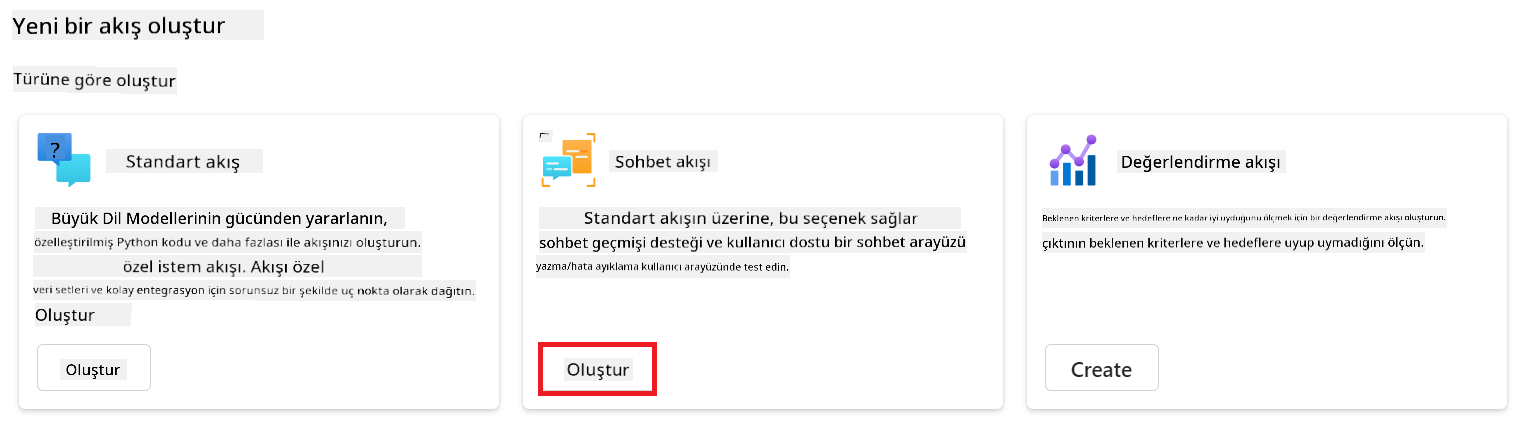 Yeni bir akış oluştur
Türüne göre oluştur
?
Standart akış
Büyük Dil Modellerinin gücünden yararlanın,
özelleştirilmiş Python kodu ve daha fazlası ile akışınızı oluşturun.
özel istem akışı. Akışı özel
veri setleri ve kolay entegrasyon için sorunsuz bir şekilde uç nokta olarak dağıtın.
Oluştur
Oluştur
Sohbet akışı
Standart akışın üzerine, bu seçenek sağlar
sohbet geçmişi desteği ve kullanıcı dostu bir sohbet arayüzü
yazma/hata ayıklama kullanıcı arayüzünde test edin.
Oluştur
Değerlendirme akışı
Beklenen kriterlere ve hedeflere ne kadar iyi uyduğunu ölçmek için bir değerlendirme akışı oluşturun.
çıktının beklenen kriterlere ve hedeflere uyup uymadığını ölçün.
Create